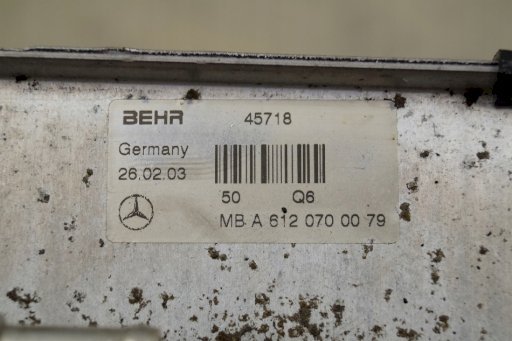 BEHR 45718
Germany
26.02.03
50 Q6
MB A 612 070 00 79